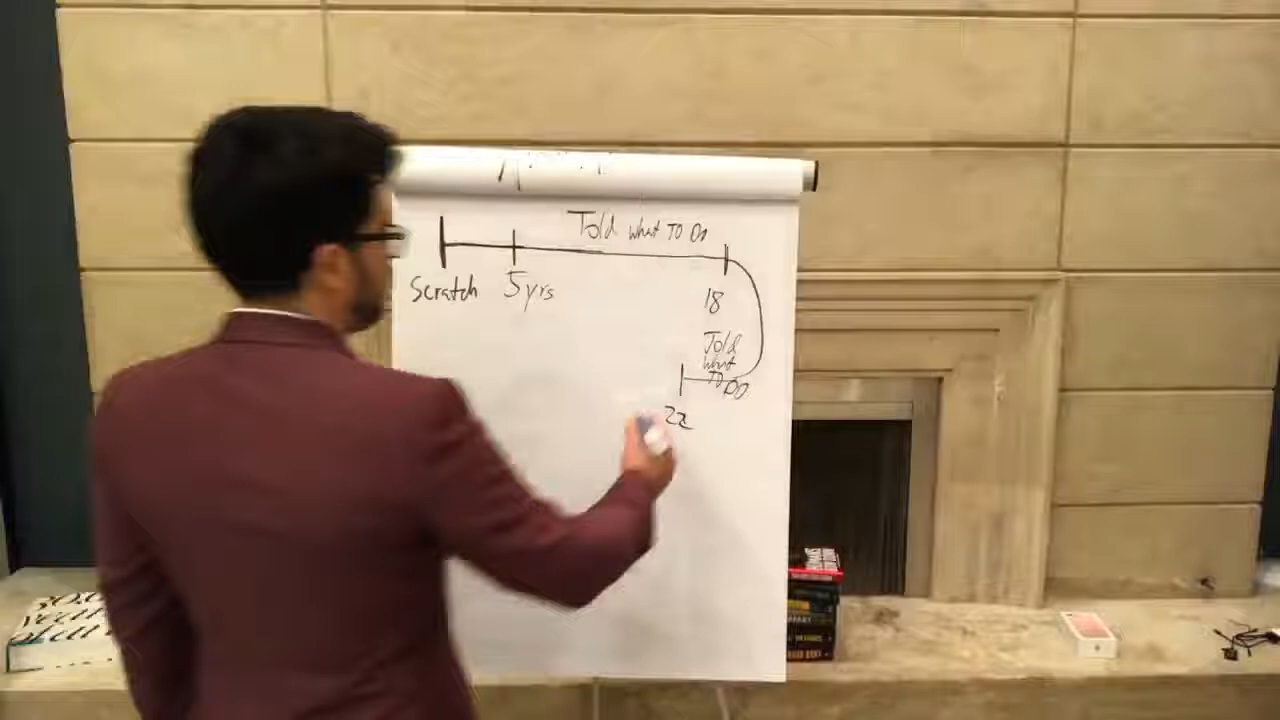 Told what TO DO
Scratch
5yrs
18
Told
what
TO DO
22